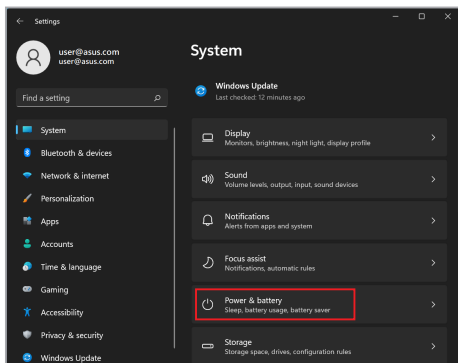 Settings
user@asus.com
user@asus.com
Find a setting
System
Bluetooth & devices
Network & internet
Personalization
Apps
Accounts
Time & language
Gaming
Accessibility
Privacy & security
Windows Update
System
Windows Update
Last checked: 12 minutes ago
Display
Monitors, brightness, night light, display profile
Sound
Volume levels, output, input, sound devices
Notifications
Alerts from apps and system
Focus assist
Notifications, automatic rules
Power & battery
Sleep, battery usage, battery saver
Storage
Storage space, drives, configuration rules